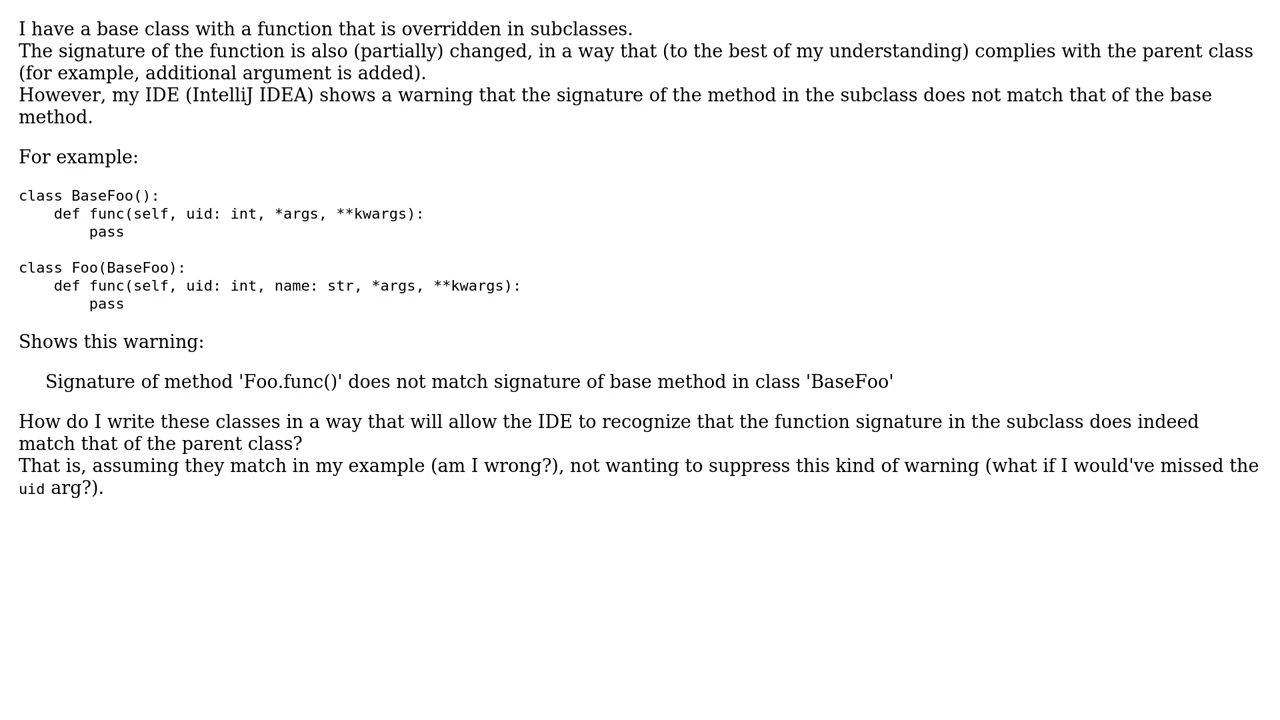 I have a base class with a function that is overridden in subclasses.
The signature of the function is also (partially) changed, in a way that (to the best of my understanding) complies with the parent class
(for example, additional argument is added).
However, my IDE (IntelliJ IDEA) shows a warning that the signature of the method in the subclass does not match that of the base
method.
For example:
class BaseFoo():
    def func(self, uid: int, *args, **kwargs):
        pass
class Foo(BaseFoo):
    def func(self, uid: int, name: str, *args, **kwargs):
        pass
Shows this warning:
Signature of method 'Foo.func()' does not match signature of base method in class 'BaseFoo'
How do I write these classes in a way that will allow the IDE to recognize that the function signature in the subclass does indeed
match that of the parent class?
That is, assuming they match in my example (am I wrong?), not wanting to suppress this kind of warning (what if I would've missed the
uid arg?).